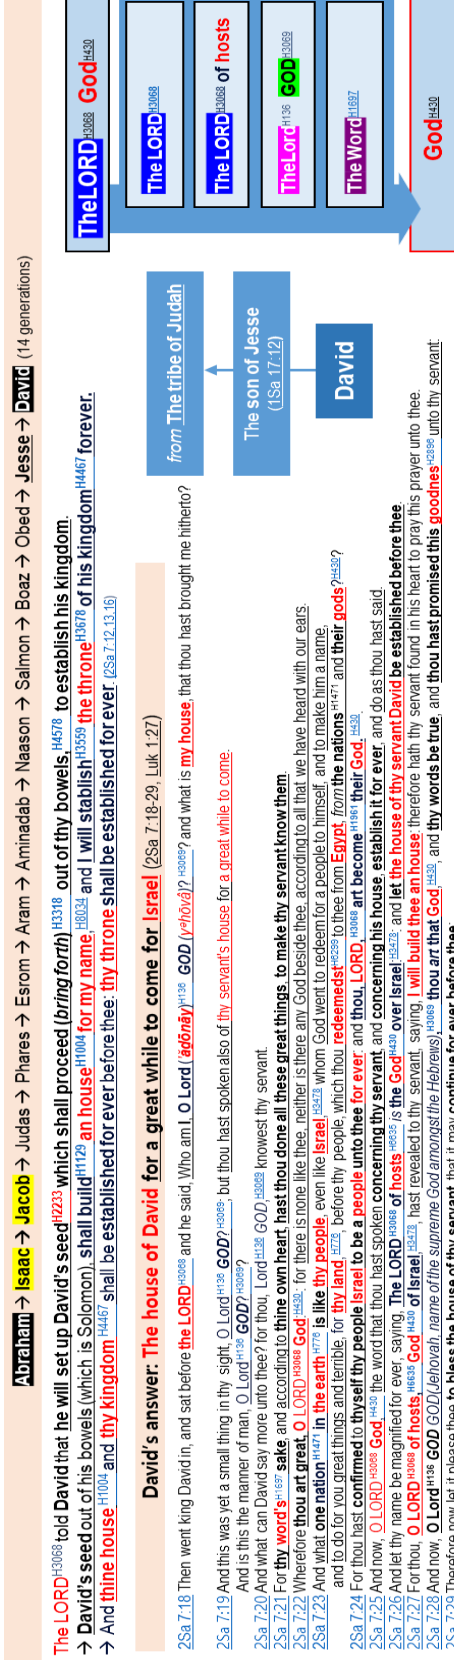 Abraham → Isaac → Jacob → Judas → Phares → Esrom → Aram → Aminadab → Naason → Salmon → Boaz → Obed → Jesse → David (14 generations)
The LORD H3068 told David that he will set up David's seed H2233 which shall proceed (bring forth) H3318 out of thy bowels, H4578 to establish his kingdom.
→ David's seed out of his bowels (which is Solomon), shall build H1129 an house H1004 for my name, H8034 and I will stablish H3559 the throne H3678 of his kingdom H4467 forever.
→ And thine house H1004 and thy kingdom H4467 shall be established for ever before thee: thy throne shall be established for ever. (2Sa 7:12,13,16)
David's answer: The house of David for a great while to come for Israel (2Sa 7:18-29, Luk 1:27)
2Sa 7:18 Then went king David in, and sat before the LORD H3068 and he said, Who am I, O Lord ('ădônây) H136 GOD (yᵉhôvâ)? H3069? and what is my house, that thou hast brought me hitherto?
2Sa 7:19 And this was yet a small thing in thy sight, O Lord H136 GOD? H3069; but thou hast spoken also of thy servant's house for a great while to come.
And is this the manner of man, O Lord H136 GOD? H3069?
2Sa 7:20 And what can David say more unto thee? for thou, Lord H136 GOD, H3069 knowest thy servant.
2Sa 7:21 For thy word's H1697 sake, and according to thine own heart, hast thou done all these great things, to make thy servant know them.
2Sa 7:22 Wherefore thou art great, O LORD H3068 God: H430: for there is none like thee, neither is there any God beside thee, according to all that we have heard with our ears.
2Sa 7:23 And what one nation H1471 in the earth H776 is like thy people, even like Israel, H3478 whom God went to redeem for a people to himself, and to make him a name,
and to do for you great things and terrible, for thy land, H776, before thy people, which thou redeemedst H6299 to thee from Egypt, from the nations H1471 and their gods? H430?
2Sa 7:24 For thou hast confirmed to thyself thy people Israel to be a people unto thee for ever: and thou, LORD, H3068 art become H1961 their God. H430
2Sa 7:25 And now, O LORD H3068 God, H430 the word that thou hast spoken concerning thy servant, and concerning his house, establish it for ever, and do as thou hast said.
2Sa 7:26 And let thy name be magnified for ever, saying, The LORD H3068 of hosts H6635 is the God H430 over Israel: H3478: and let the house of thy servant David be established before thee.
2Sa 7:27 For thou, O LORD H3068 of hosts, H6635 God H430 of Israel, H3478, hast revealed to thy servant, saying, I will build thee an house: therefore hath thy servant found in his heart to pray this prayer unto thee.
2Sa 7:28 And now, O Lord H136 GOD GOD(Jehovah, name of the supreme God amongst the Hebrews), H3069 thou art that God, H430, and thy words be true, and thou hast promised this goodnes H2896 unto thy servant:
2Sa 7:29 Therefore now let it please thee to bless the house of thy servant, that it may continue for ever before thee:
from The tribe of Judah
The son of Jesse
(1Sa 17:12)
David
TheLORD H3068 God H430
The LORD H3068
The LORD H3068 of hosts
TheLord H136 GOD H3069
The Word H1697
God H430